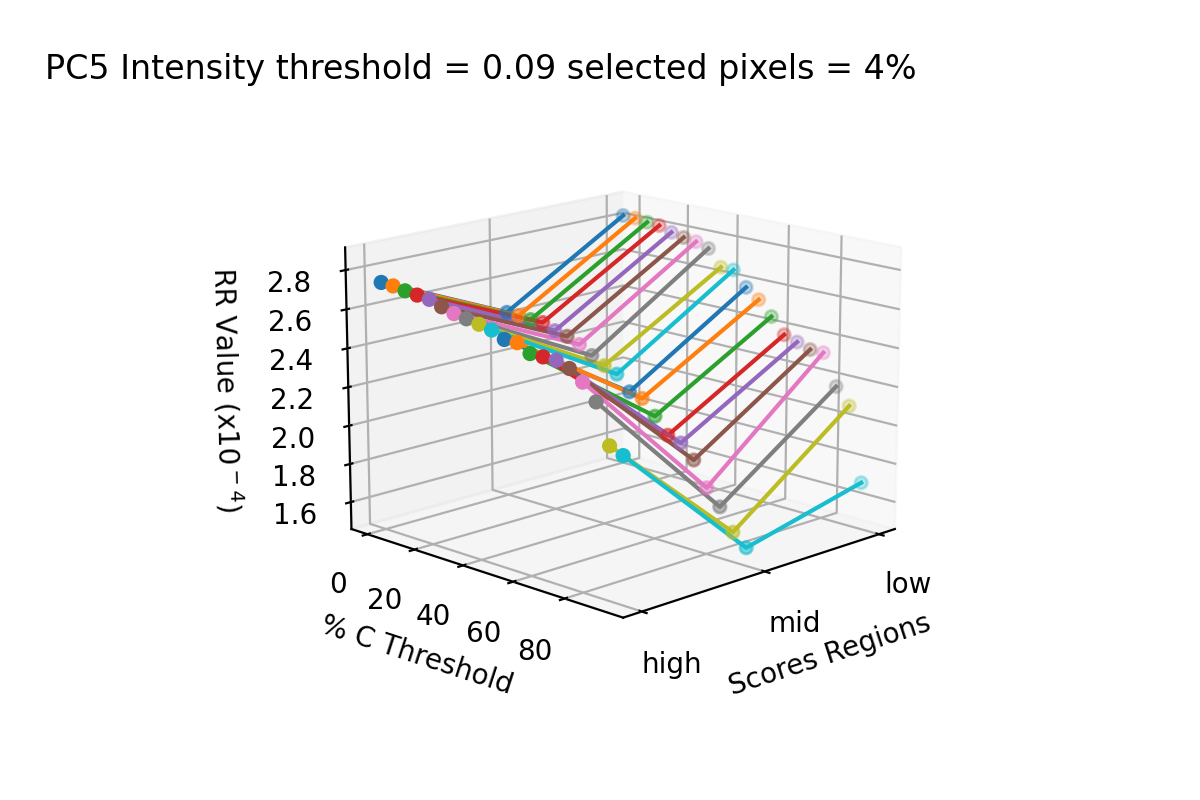 PC5 Intensity threshold = 0.09 selected pixels = 4%
RR Value (x10⁻⁴)
2.8
2.6
2.4
2.2
2.0
1.8
1.6
0
20
40
60
80
% C Threshold
high
mid
low
Scores Regions